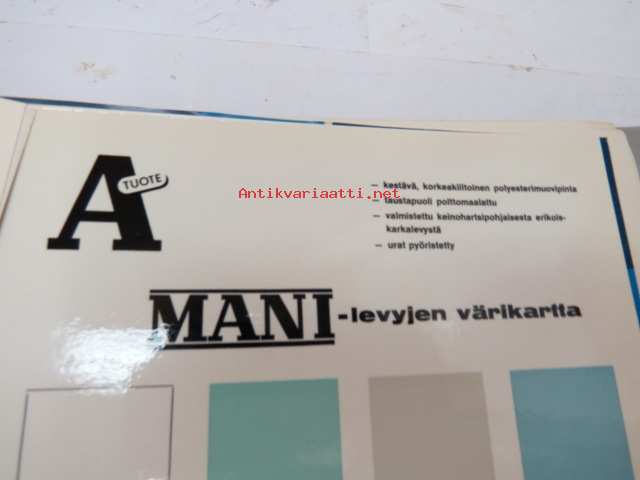 A
TUOTE
Antikvariaatti.net
– kestävä, korkeakiiltoinen polyesterimuovipinta
– taustapuoli polttomaalattu
– valmistettu keinohartsipohjaisesta erikois-
karkalevystä
– urat pyöristetty
MANI-levyjen värikartta